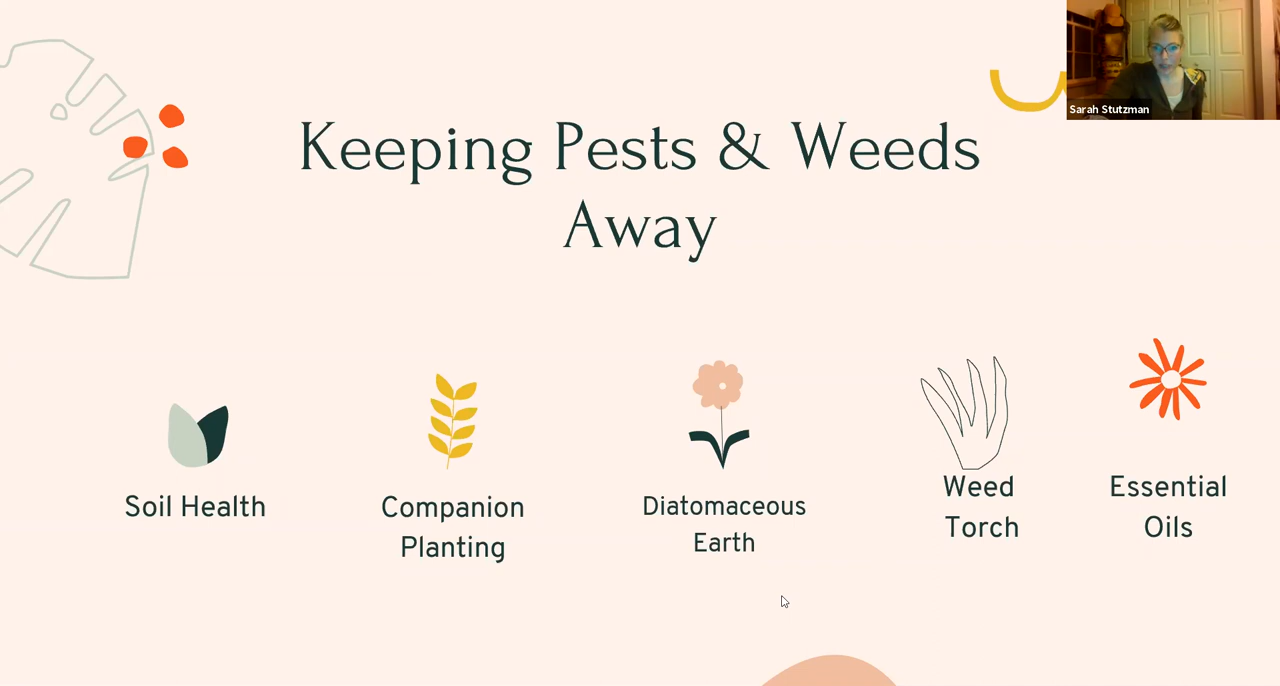 Sarah Stutzman
Keeping Pests & Weeds
Away
Soil Health
Companion
Planting
Diatomaceous
Earth
Weed
Torch
Essential
Oils